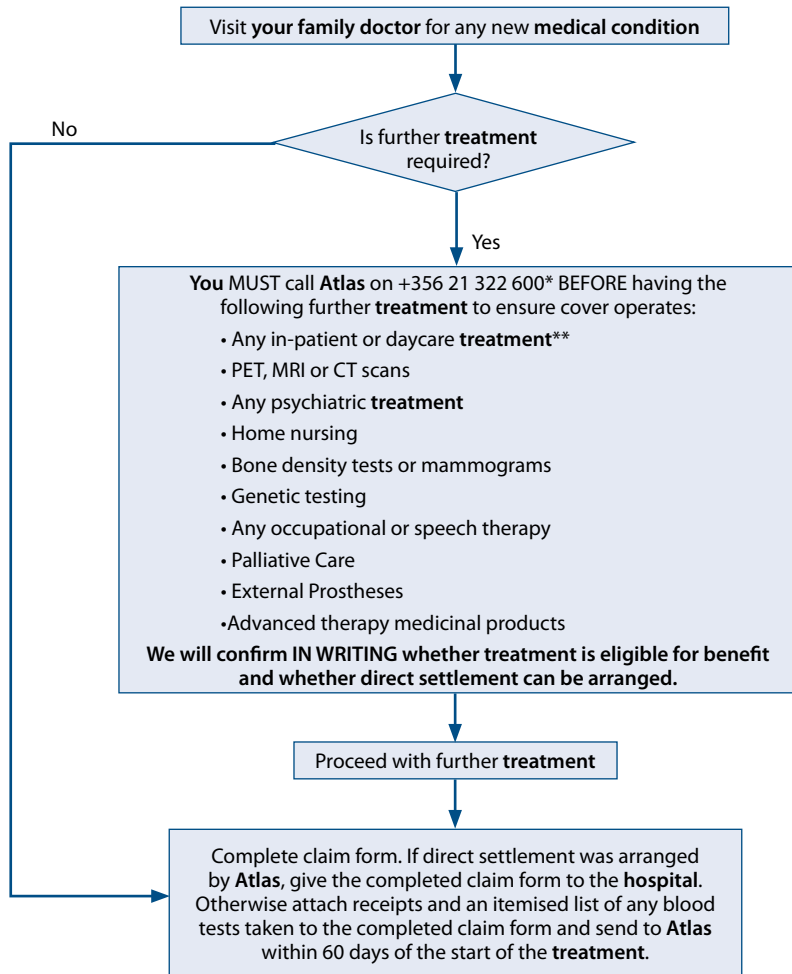 Visit your family doctor for any new medical condition
No
Is further treatment
required?
Yes
You MUST call Atlas on +356 21 322 600* BEFORE having the
following further treatment to ensure cover operates:
• Any in-patient or daycare treatment**
• PET, MRI or CT scans
• Any psychiatric treatment
• Home nursing
• Bone density tests or mammograms
• Genetic testing
• Any occupational or speech therapy
• Palliative Care
• External Prostheses
•Advanced therapy medicinal products
We will confirm IN WRITING whether treatment is eligible for benefit
and whether direct settlement can be arranged.
Proceed with further treatment
Complete claim form. If direct settlement was arranged
by Atlas, give the completed claim form to the hospital.
Otherwise attach receipts and an itemised list of any blood
tests taken to the completed claim form and send to Atlas
within 60 days of the start of the treatment.